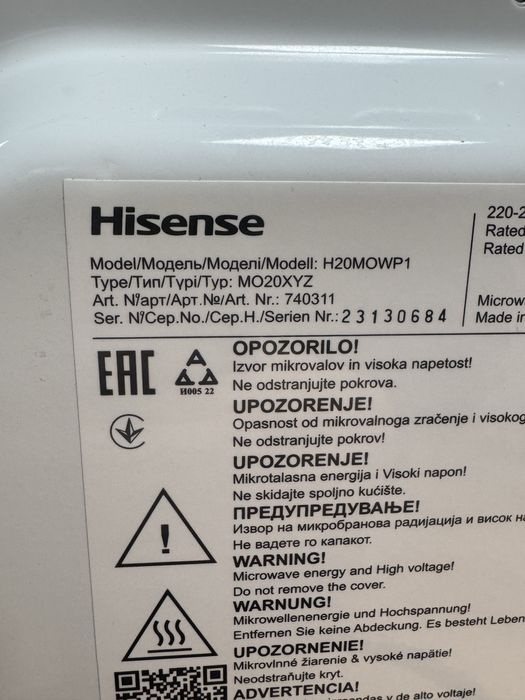 Hisense
Model/Модель/Моделі/Modell: H20MOWP1
Type/Тип/Typi/Typ: MO20XYZ
Art. №/арт/Арт.№/Art. Nr.: 740311
Ser. №/Сер.No./Сер.Н./Serien Nr.: 23130684
220-2
Rated
Rated
Microw
Made in
EAC
И005 22
OPOZORILO!
Izvor mikrovalov in visoka napetost!
Ne odstranjujte pokrova.
UPOZORENJE!
Opasnost od mikrovalnoga zračenje i visokog
Ne odstranjujte pokrov!
UPOZORENJE!
Mikrotalasna energija i Visoki napon!
Ne skidajte spoljno kućište.
ПРЕДУПРЕДУВАЊЕ!
Извор на микробранова радијација и висок на
Не вадете го капакот.
WARNING!
Microwave energy and High voltage!
Do not remove the cover.
WARNUNG!
Mikrowellenenergie und Hochspannung!
Entfernen Sie keine Abdeckung. Es besteht Leben
UPOZORNENIE!
Mikrovlnné žiarenie & vysoké napätie!
Neodstraňujte kryt.
ADVERTENCIA!
de alto voltaje!